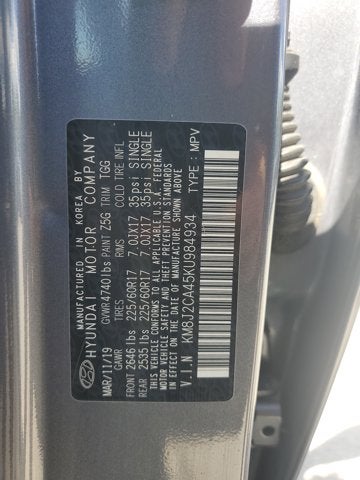 MANUFACTURED IN KOREA BY
HYUNDAI MOTOR COMPANY
MAR/11/19 GVWR 4740 lbs PAINT Z5G TRIM TGG
GAWR TIRES RIMS COLD TIRE INFL
FRONT 2646 lbs 225/60R17 7.0JX17 35psi SINGLE
REAR 2535 lbs 225/60R17 7.0JX17 35psi SINGLE
THIS VEHICLE CONFORMS TO ALL APPLICABLE U.S.A. FEDERAL
MOTOR VEHICLE SAFETY, BUMPER, AND THEFT PREVENTION
STANDARDS IN EFFECT ON THE DATE OF MANUFACTURE SHOWN ABOVE.
V.I.N KM8J2CA45KU984934 TYPE : MPV